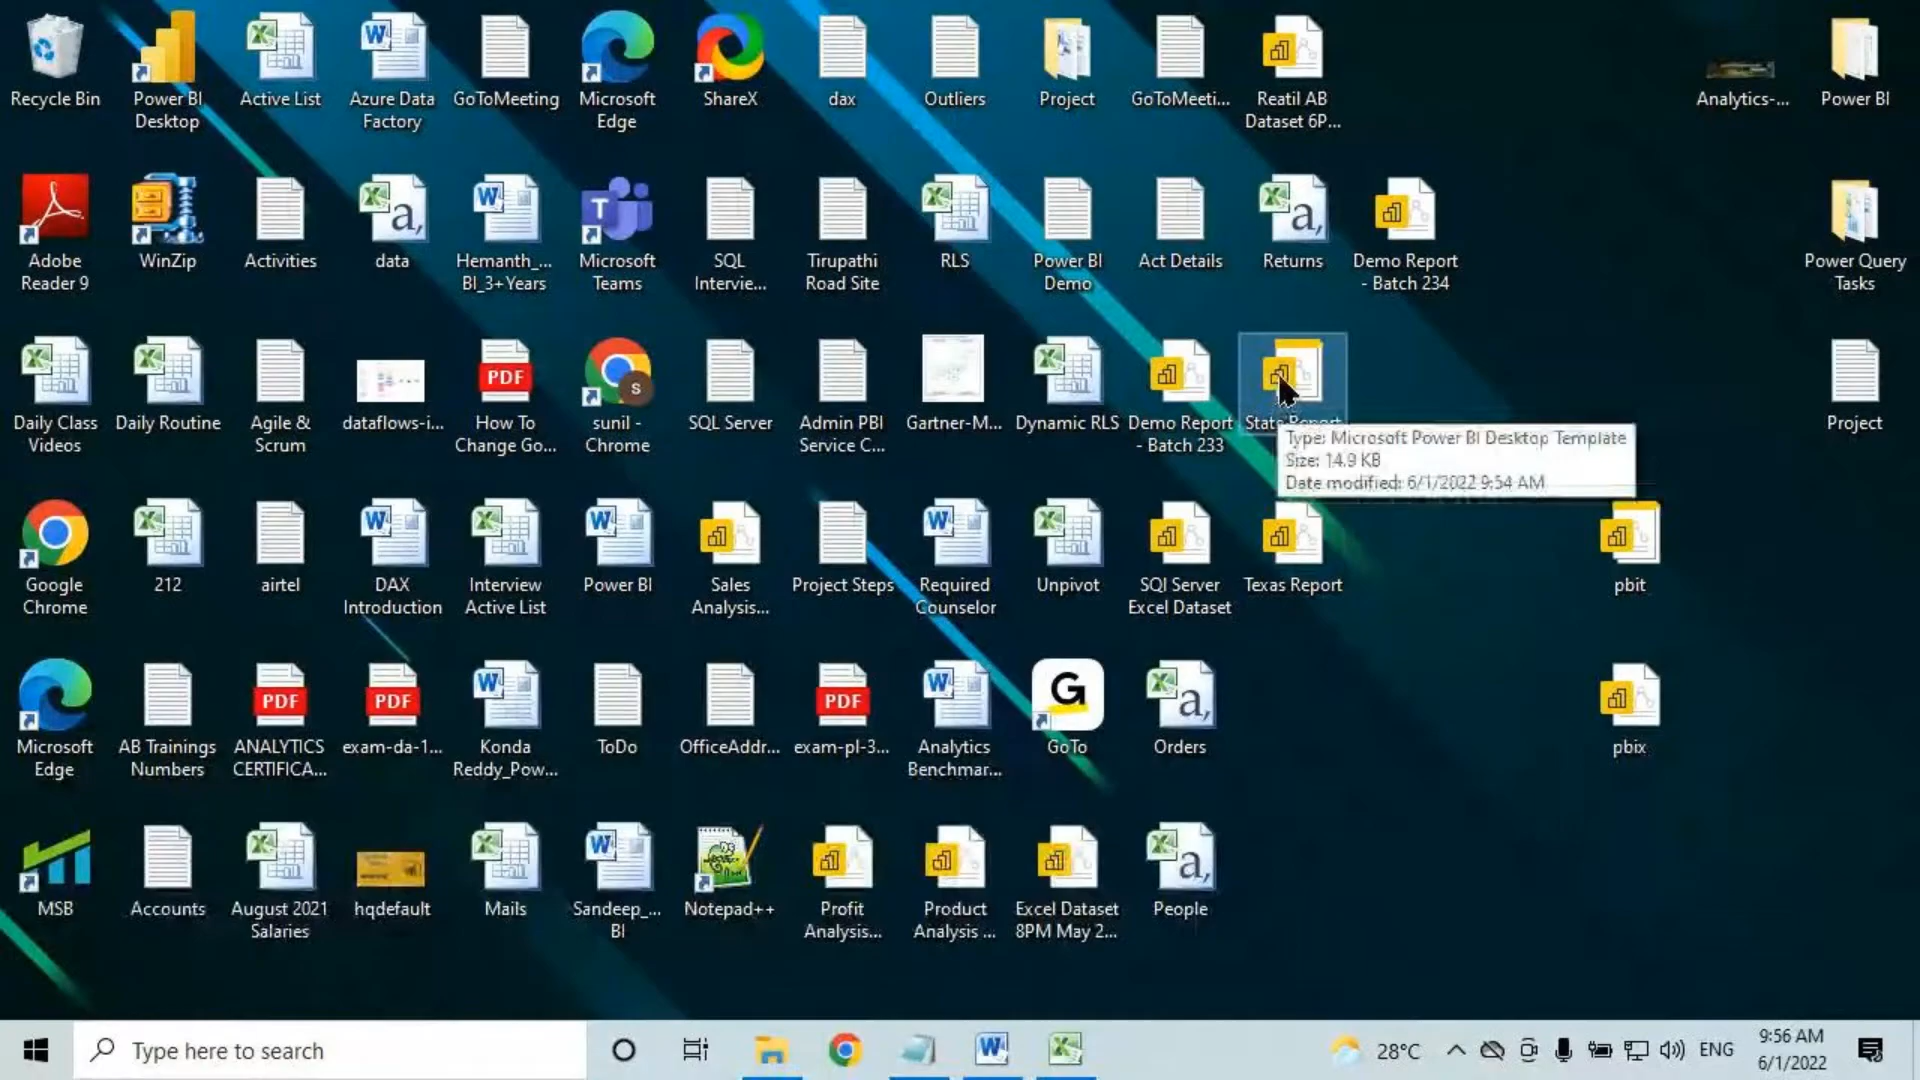 Recycle Bin
Power BI
Desktop
Active List
Azure Data
Factory
GoToMeeting
Microsoft
Edge
ShareX
dax
Outliers
Project
GoToMeeti...
Reatil AB
Dataset 6P...
Analytics-...
Power BI
Adobe
Reader 9
WinZip
Activities
data
Hemanth_...
BI_3+Years
Microsoft
Teams
SQL
Intervie...
Tirupathi
Road Site
RLS
Power BI
Demo
Act Details
Returns
Demo Report
- Batch 234
Power Query
Tasks
Daily Class
Videos
Daily Routine
Agile &
Scrum
dataflows-i...
PDF
How To
Change Go...
sunil -
Chrome
SQL Server
Admin PBI
Service C...
Gartner-M...
Dynamic RLS
Demo Report
- Batch 233
State Report
Type: Microsoft Power BI Desktop Template
Size: 14.9 KB
Date modified: 6/1/2022 9:54 AM
Project
Google
Chrome
212
airtel
DAX
Introduction
Interview
Active List
Power BI
Sales
Analysis...
Project Steps
Required
Counselor
Unpivot
SQl Server
Excel Dataset
Texas Report
pbit
Microsoft
Edge
AB Trainings
Numbers
PDF
ANALYTICS
CERTIFICA...
PDF
exam-da-1...
Konda
Reddy_Pow...
ToDo
OfficeAddr...
PDF
exam-pl-3...
Analytics
Benchmar...
G
GoTo
Orders
pbix
MSB
Accounts
August 2021
Salaries
hqdefault
Mails
Sandeep_...
BI
Notepad++
Profit
Analysis...
Product
Analysis ...
Excel Dataset
8PM May 2...
People
Type here to search
28°C
ENG
9:56 AM
6/1/2022